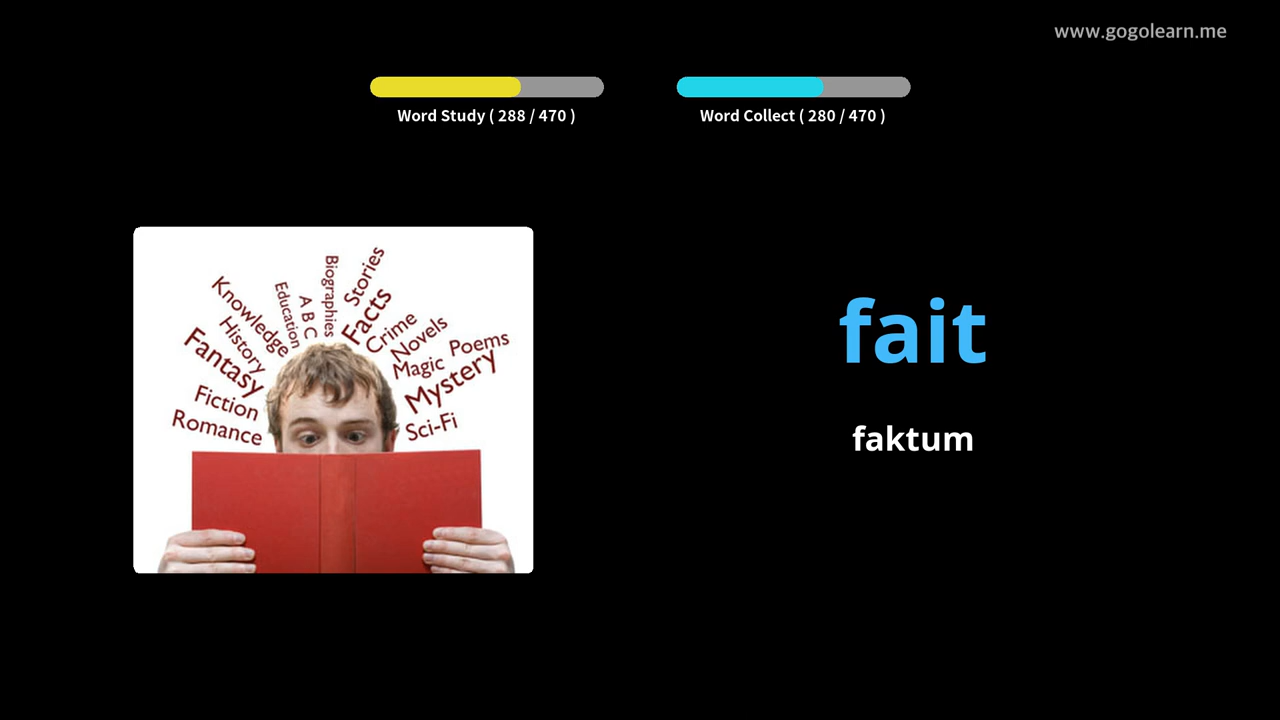 www.gogolearn.me
Word Study ( 288 / 470 )
Word Collect ( 280 / 470 )
Biographies
Stories
Education
A B C
Facts
Knowledge
Crime
History
Novels
Poems
Fantasy
Magic
Mystery
Fiction
Romance
Sci-Fi
fait
faktum